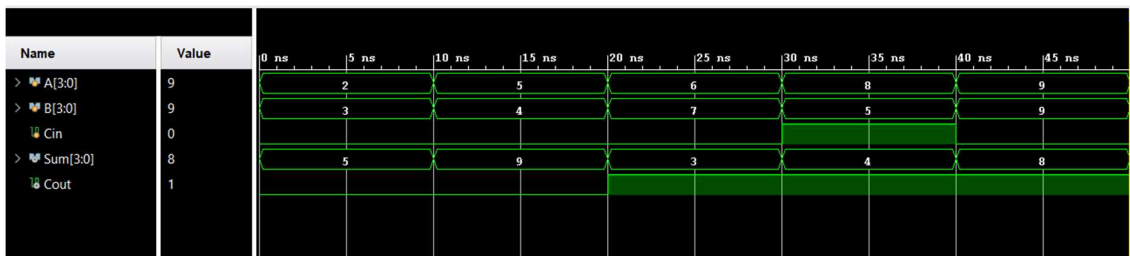 Name Value 0 ns 5 ns 10 ns 15 ns 20 ns 25 ns 30 ns 35 ns 40 ns 45 ns
A[3:0] 9 2 5 6 8 9
B[3:0] 9 3 4 7 5 9
Cin 0
Sum[3:0] 8 5 9 3 4 8
Cout 1